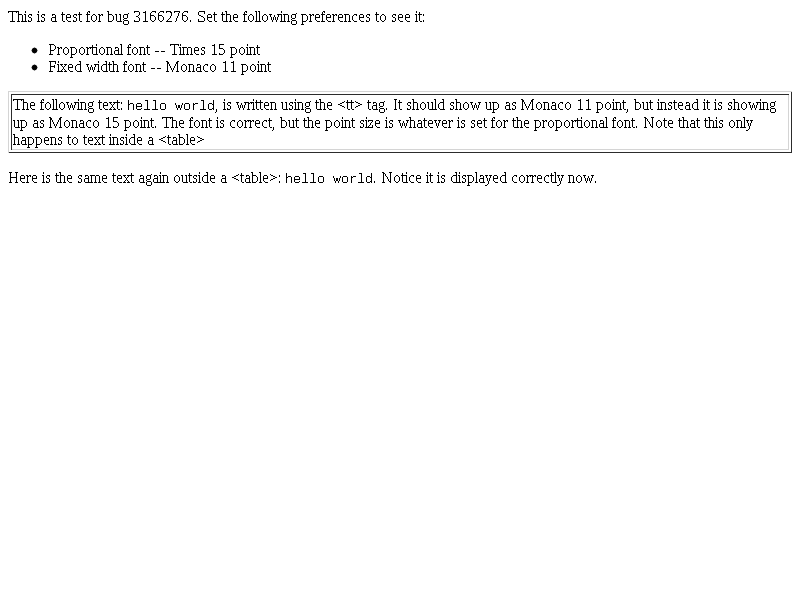 This is a test for bug 3166276. Set the following preferences to see it:
Proportional font -- Times 15 point
Fixed width font -- Monaco 11 point
The following text: hello world, is written using the <tt> tag. It should show up as Monaco 11 point, but instead it is showing
up as Monaco 15 point. The font is correct, but the point size is whatever is set for the proportional font. Note that this only
happens to text inside a <table>
Here is the same text again outside a <table>: hello world. Notice it is displayed correctly now.